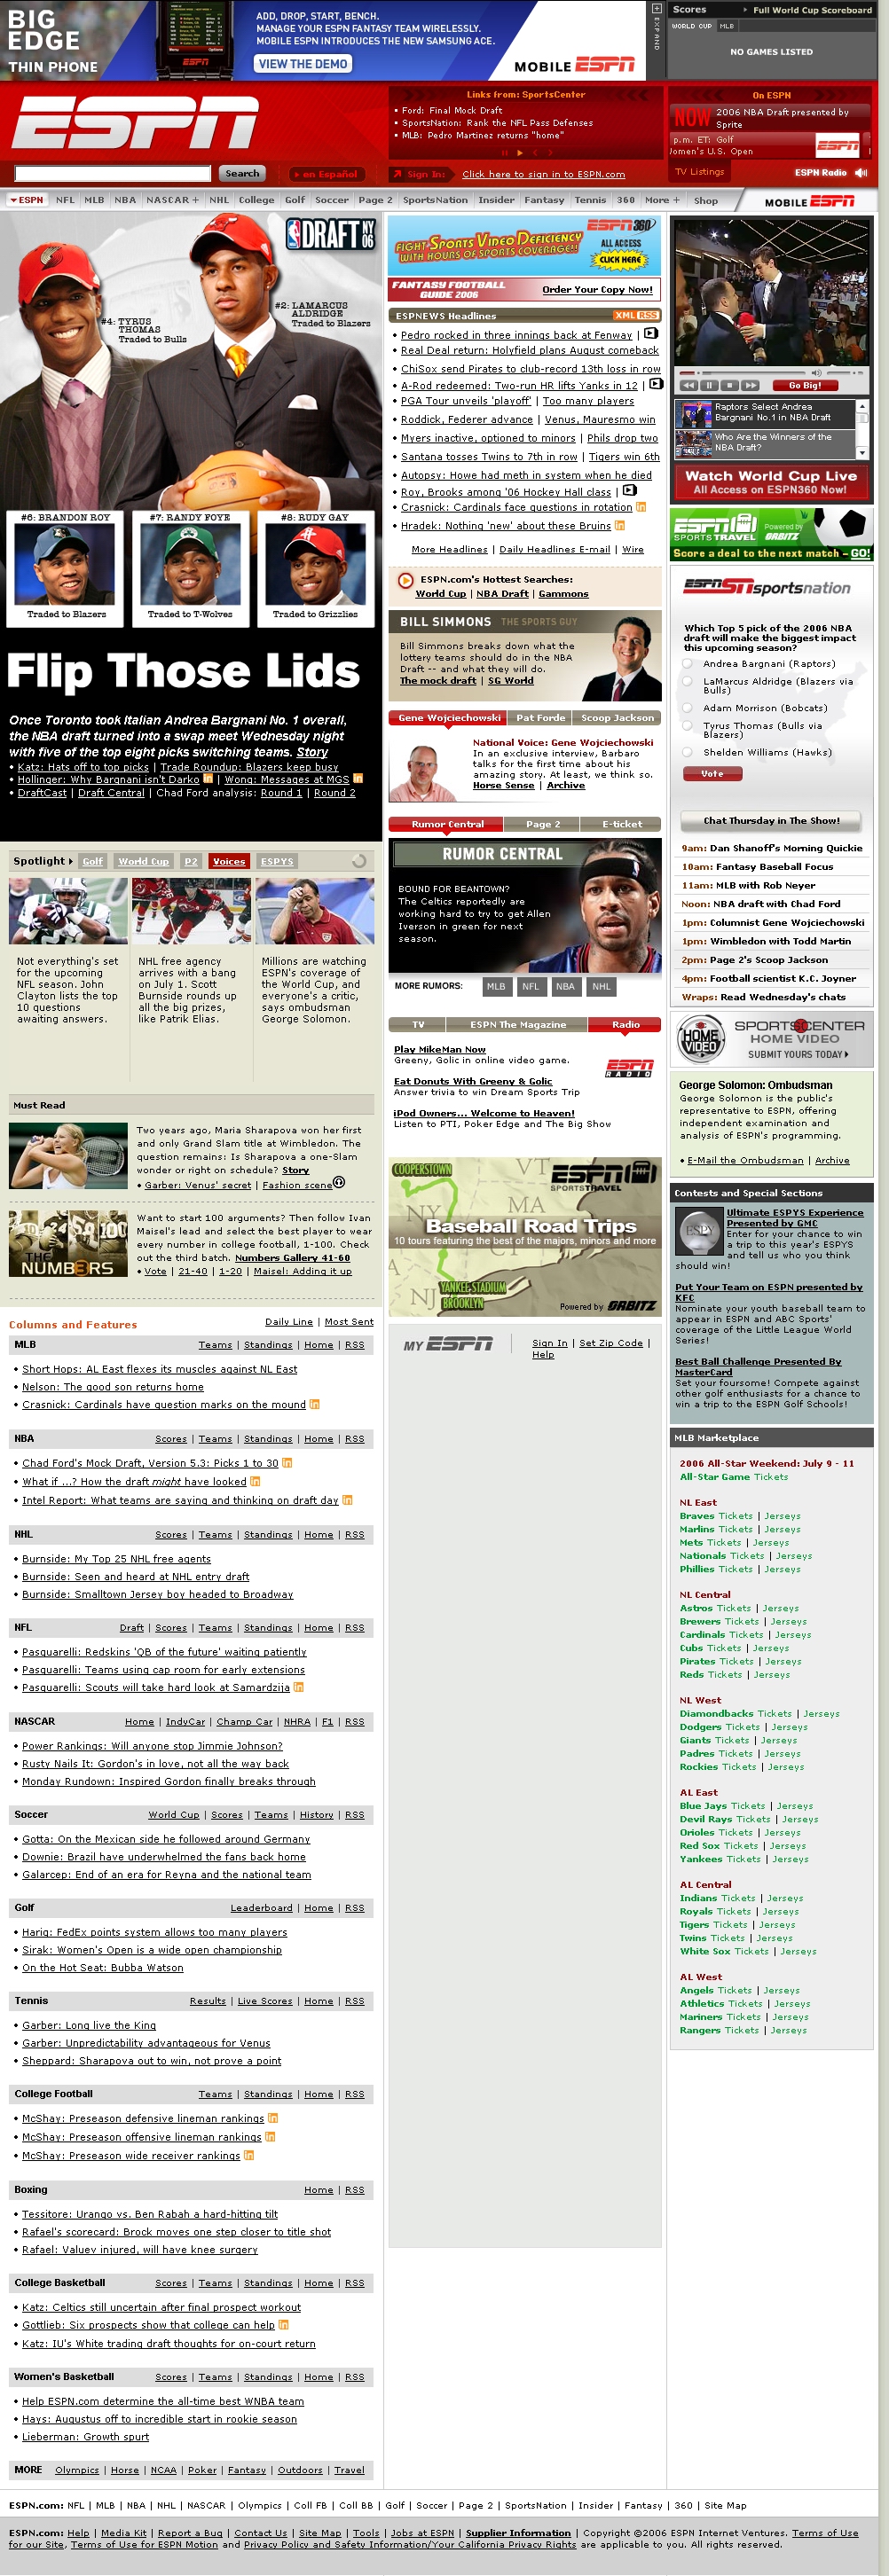 BIG
EDGE
THIN PHONE
ADD, DROP, START, BENCH.
MANAGE YOUR ESPN FANTASY TEAM WIRELESSLY.
MOBILE ESPN INTRODUCES THE NEW SAMSUNG ACE.
VIEW THE DEMO
MOBILE ESPN
EXPAND
Scores
Full World Cup Scoreboard
WORLD CUP MLB
NO GAMES LISTED
ESPN
Links from: SportsCenter
Ford: Final Mock Draft
SportsNation: Rank the NFL Pass Defenses
MLB: Pedro Martinez returns "home"
On ESPN
NOW 2006 NBA Draft presented by
Sprite
p.m. ET: Golf
Women's U.S. Open
Search
en Español
Sign In: Click here to sign in to ESPN.com
TV Listings
ESPN Radio
ESPN NFL MLB NBA NASCAR + NHL College Golf Soccer Page 2 SportsNation Insider Fantasy Tennis 360 More + Shop
MOBILE ESPN
DRAFT NBA 06
#4: TYRUS
THOMAS
Traded to Bulls
#2: LAMARCUS
ALDRIDGE
Traded to Blazers
#6: BRANDON ROY
Traded to Blazers
#7: RANDY FOYE
Traded to T-Wolves
#8: RUDY GAY
Traded to Grizzlies
Flip Those Lids
Once Toronto took Italian Andrea Bargnani No. 1 overall,
the NBA draft turned into a swap meet Wednesday night
with five of the top eight picks switching teams. Story
• Katz: Hats off to top picks | Trade Roundup: Blazers keep busy
• Hollinger: Why Bargnani isn't Darko in | Wong: Messages at MGS in
• DraftCast | Draft Central | Chad Ford analysis: Round 1 | Round 2
Spotlight Golf World Cup P2 Voices ESPYS
Not everything's set
for the upcoming
NFL season. John
Clayton lists the top
10 questions
awaiting answers.
NHL free agency
arrives with a bang
on July 1. Scott
Burnside rounds up
all the big prizes,
like Patrik Elias.
Millions are watching
ESPN's coverage of
the World Cup, and
everyone's a critic,
says ombudsman
George Solomon.
Must Read
Two years ago, Maria Sharapova won her first
and only Grand Slam title at Wimbledon. The
question remains: Is Sharapova a one-Slam
wonder or right on schedule? Story
• Garber: Venus' secret | Fashion scene
THE
NUMB3RS
Want to start 100 arguments? Then follow Ivan
Maisel's lead and select the best player to wear
every number in college football, 1-100. Check
out the third batch. Numbers Gallery 41-60
• Vote | 21-40 | 1-20 | Maisel: Adding it up
Columns and Features
Daily Line | Most Sent
MLB Teams | Standings | Home | RSS
• Short Hops: AL East flexes its muscles against NL East
• Nelson: The good son returns home
• Crasnick: Cardinals have question marks on the mound in
NBA Scores | Teams | Standings | Home | RSS
• Chad Ford's Mock Draft, Version 5.3: Picks 1 to 30 in
• What if ...? How the draft might have looked in
• Intel Report: What teams are saying and thinking on draft day in
NHL Scores | Teams | Standings | Home | RSS
• Burnside: My Top 25 NHL free agents
• Burnside: Seen and heard at NHL entry draft
• Burnside: Smalltown Jersey boy headed to Broadway
NFL Draft | Scores | Teams | Standings | Home | RSS
• Pasquarelli: Redskins 'QB of the future' waiting patiently
• Pasquarelli: Teams using cap room for early extensions
• Pasquarelli: Scouts will take hard look at Samardzija in
NASCAR Home | IndyCar | Champ Car | NHRA | F1 | RSS
• Power Rankings: Will anyone stop Jimmie Johnson?
• Rusty Nails It: Gordon's in love, not all the way back
• Monday Rundown: Inspired Gordon finally breaks through
Soccer World Cup | Scores | Teams | History | RSS
• Gotta: On the Mexican side he followed around Germany
• Downie: Brazil have underwhelmed the fans back home
• Galarcep: End of an era for Reyna and the national team
Golf Leaderboard | Home | RSS
• Harig: FedEx points system allows too many players
• Sirak: Women's Open is a wide open championship
• On the Hot Seat: Bubba Watson
Tennis Results | Live Scores | Home | RSS
• Garber: Long live the King
• Garber: Unpredictability advantageous for Venus
• Sheppard: Sharapova out to win, not prove a point
College Football Teams | Standings | Home | RSS
• McShay: Preseason defensive lineman rankings in
• McShay: Preseason offensive lineman rankings in
• McShay: Preseason wide receiver rankings in
Boxing Home | RSS
• Tessitore: Urango vs. Ben Rabah a hard-hitting tilt
• Rafael's scorecard: Brock moves one step closer to title shot
• Rafael: Valuev injured, will have knee surgery
College Basketball Scores | Teams | Standings | Home | RSS
• Katz: Celtics still uncertain after final prospect workout
• Gottlieb: Six prospects show that college can help in
• Katz: IU's White trading draft thoughts for on-court return
Women's Basketball Scores | Teams | Standings | Home | RSS
• Help ESPN.com determine the all-time best WNBA team
• Hays: Augustus off to incredible start in rookie season
• Lieberman: Growth spurt
MORE Olympics | Horse | NCAA | Poker | Fantasy | Outdoors | Travel
FIGHT SPORTS VIDEO DEFICIENCY
WITH HOURS OF SPORTS COVERAGE!!
ESPN360
ALL ACCESS
CLICK HERE
FANTASY FOOTBALL
GUIDE 2006
Order Your Copy Now!
ESPNEWS Headlines XML RSS
• Pedro rocked in three innings back at Fenway |
• Real Deal return: Holyfield plans August comeback
• ChiSox send Pirates to club-record 13th loss in row
• A-Rod redeemed: Two-run HR lifts Yanks in 12 |
• PGA Tour unveils 'playoff' | Too many players
• Roddick, Federer advance | Venus, Mauresmo win
• Myers inactive, optioned to minors | Phils drop two
• Santana tosses Twins to 7th in row | Tigers win 6th
• Autopsy: Howe had meth in system when he died
• Roy, Brooks among '06 Hockey Hall class |
• Crasnick: Cardinals face questions in rotation in
• Hradek: Nothing 'new' about these Bruins in
More Headlines | Daily Headlines E-mail | Wire
ESPN.com's Hottest Searches:
World Cup | NBA Draft | Gammons
BILL SIMMONS THE SPORTS GUY
Bill Simmons breaks down what the
lottery teams should do in the NBA
Draft -- and what they will do.
The mock draft | SG World
Gene Wojciechowski Pat Forde Scoop Jackson
National Voice: Gene Wojciechowski
In an exclusive interview, Barbaro
talks for the first time about his
amazing story. At least, we think so.
Horse Sense | Archive
Rumor Central Page 2 E-ticket
RUMOR CENTRAL
BOUND FOR BEANTOWN?
The Celtics reportedly are
working hard to try to get Allen
Iverson in green for next
season.
MORE RUMORS: MLB NFL NBA NHL
TV ESPN The Magazine Radio
Play MikeMan Now
Greeny, Golic in online video game.
Eat Donuts With Greeny & Golic
Answer trivia to win Dream Sports Trip
iPod Owners... Welcome to Heaven!
Listen to PTI, Poker Edge and The Big Show
ESPN RADIO
COOPERSTOWN
VT
NY
MA
NJ
ESPN
SPORTSTRAVEL
Baseball Road Trips
10 tours featuring the best of the majors, minors and more
YANKEE STADIUM
BROOKLYN
Powered by ORBITZ
MY ESPN
Sign In | Set Zip Code |
Help
Go Big!
Raptors Select Andrea
Bargnani No.1 in NBA Draft
Who Are the Winners of the
NBA Draft?
Watch World Cup Live
All Access on ESPN360 Now!
ESPN
SPORTSTRAVEL
Powered by ORBITZ
Score a deal to the next match GO!
ESPN SN sportsnation
Which Top 5 pick of the 2006 NBA
draft will make the biggest impact
this upcoming season?
Andrea Bargnani (Raptors)
LaMarcus Aldridge (Blazers via
Bulls)
Adam Morrison (Bobcats)
Tyrus Thomas (Bulls via
Blazers)
Shelden Williams (Hawks)
Vote
Chat Thursday in The Show!
9am: Dan Shanoff's Morning Quickie
10am: Fantasy Baseball Focus
11am: MLB with Rob Neyer
Noon: NBA draft with Chad Ford
1pm: Columnist Gene Wojciechowski
1pm: Wimbledon with Todd Martin
2pm: Page 2's Scoop Jackson
4pm: Football scientist K.C. Joyner
Wraps: Read Wednesday's chats
HOME VIDEO
SPORTSCENTER
HOME VIDEO
SUBMIT YOURS TODAY
George Solomon: Ombudsman
George Solomon is the public's
representative to ESPN, offering
independent examination and
analysis of ESPN's programming.
• E-Mail the Ombudsman | Archive
Contests and Special Sections
ESPY
Ultimate ESPYS Experience
Presented by GMC
Enter for your chance to win
a trip to this year's ESPYS
and tell us who you think
should win!
Put Your Team on ESPN presented by
KFC
Nominate your youth baseball team to
appear in ESPN and ABC Sports'
coverage of the Little League World
Series!
Best Ball Challenge Presented By
MasterCard
Set your foursome! Compete against
other golf enthusiasts for a chance to
win a trip to the ESPN Golf Schools!
MLB Marketplace
2006 All-Star Weekend: July 9 - 11
All-Star Game Tickets
NL East
Braves Tickets | Jerseys
Marlins Tickets | Jerseys
Mets Tickets | Jerseys
Nationals Tickets | Jerseys
Phillies Tickets | Jerseys
NL Central
Astros Tickets | Jerseys
Brewers Tickets | Jerseys
Cardinals Tickets | Jerseys
Cubs Tickets | Jerseys
Pirates Tickets | Jerseys
Reds Tickets | Jerseys
NL West
Diamondbacks Tickets | Jerseys
Dodgers Tickets | Jerseys
Giants Tickets | Jerseys
Padres Tickets | Jerseys
Rockies Tickets | Jerseys
AL East
Blue Jays Tickets | Jerseys
Devil Rays Tickets | Jerseys
Orioles Tickets | Jerseys
Red Sox Tickets | Jerseys
Yankees Tickets | Jerseys
AL Central
Indians Tickets | Jerseys
Royals Tickets | Jerseys
Tigers Tickets | Jerseys
Twins Tickets | Jerseys
White Sox Tickets | Jerseys
AL West
Angels Tickets | Jerseys
Athletics Tickets | Jerseys
Mariners Tickets | Jerseys
Rangers Tickets | Jerseys
ESPN.com: NFL | MLB | NBA | NHL | NASCAR | Olympics | Coll FB | Coll BB | Golf | Soccer | Page 2 | SportsNation | Insider | Fantasy | 360 | Site Map
ESPN.com: Help | Media Kit | Report a Bug | Contact Us | Site Map | Tools | Jobs at ESPN | Supplier Information | Copyright ©2006 ESPN Internet Ventures. Terms of Use
for our Site, Terms of Use for ESPN Motion and Privacy Policy and Safety Information/Your California Privacy Rights are applicable to you. All rights reserved.